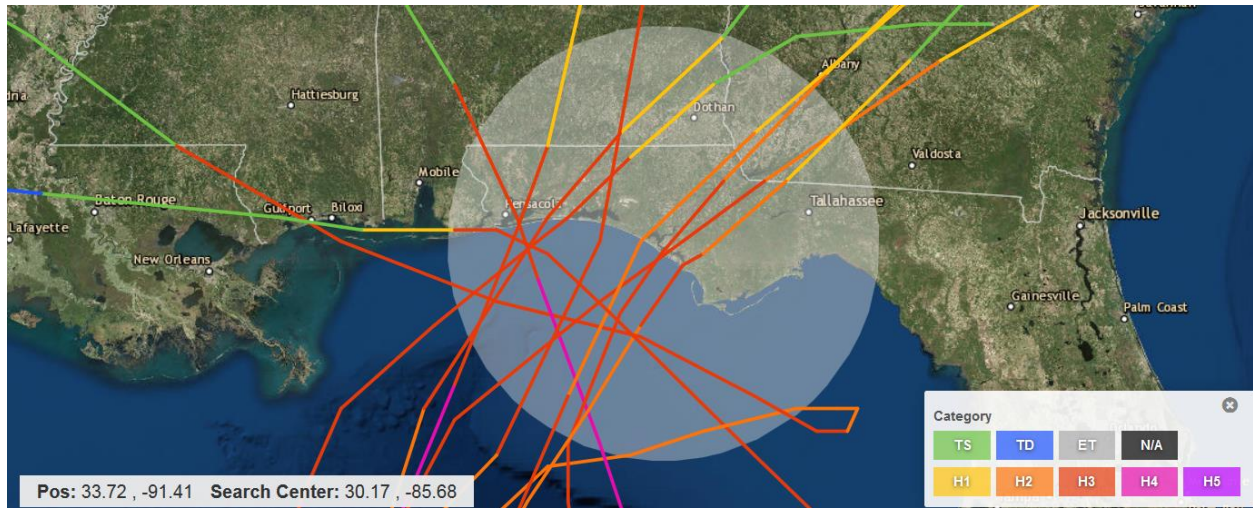 Savannah
Albany
Hattiesburg
Dothan
Valdosta
Mobile
Pensacola
Baton Rouge
Gulfport
Biloxi
Tallahassee
Jacksonville
Lafayette
New Orleans
Gainesville
Palm Coast
Category
TS TD ET N/A
H1 H2 H3 H4 H5
Pos: 33.72 , -91.41 Search Center: 30.17 , -85.68